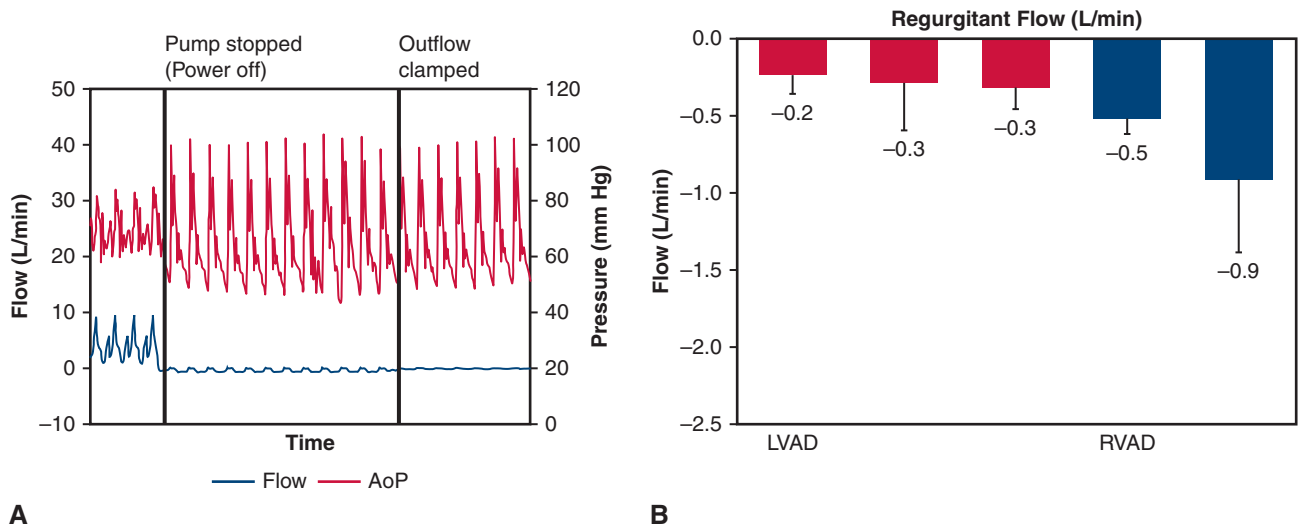 Pump stopped
(Power off)
Outflow
clamped
50
40
30
20
10
0
–10
Flow (L/min)
120
100
80
60
40
20
0
Pressure (mm Hg)
Time
Flow
AoP
A
Regurgitant Flow (L/min)
0.0
–0.5
–1.0
–1.5
–2.0
–2.5
Flow (L/min)
–0.2
–0.3
–0.3
–0.5
–0.9
LVAD
RVAD
B